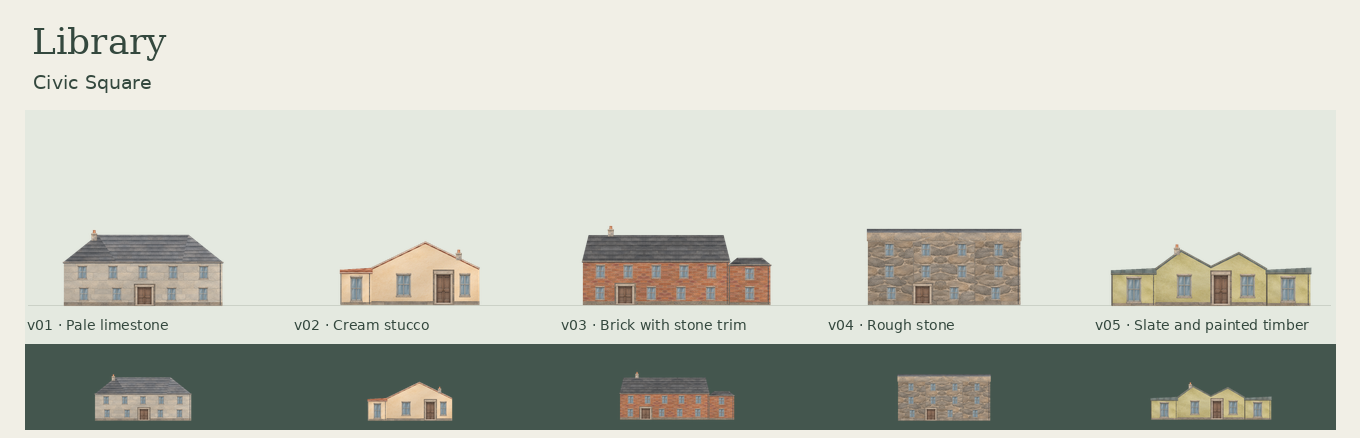 Library
Civic Square
v01 · Pale limestone
v02 · Cream stucco
v03 · Brick with stone trim
v04 · Rough stone
v05 · Slate and painted timber